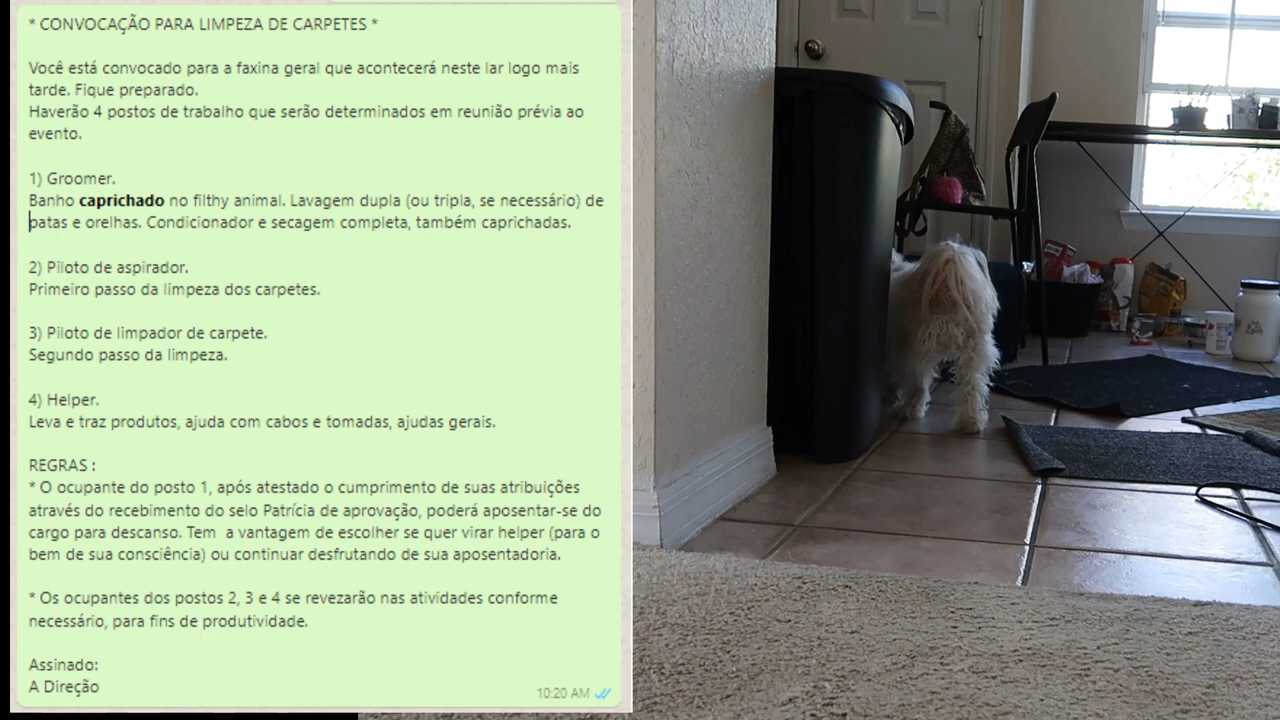 * CONVOCAÇÃO PARA LIMPEZA DE CARPETES *
Você está convocado para a faxina geral que acontecerá neste lar logo mais
tarde. Fique preparado.
Haverão 4 postos de trabalho que serão determinados em reunião prévia ao
evento.
1) Groomer.
Banho caprichado no filthy animal. Lavagem dupla (ou tripla, se necessário) de
patas e orelhas. Condicionador e secagem completa, também caprichadas.
2) Piloto de aspirador.
Primeiro passo da limpeza dos carpetes.
3) Piloto de limpador de carpete.
Segundo passo da limpeza.
4) Helper.
Leva e traz produtos, ajuda com cabos e tomadas, ajudas gerais.
REGRAS :
* O ocupante do posto 1, após atestado o cumprimento de suas atribuições
através do recebimento do selo Patrícia de aprovação, poderá aposentar-se do
cargo para descanso. Tem  a vantagem de escolher se quer virar helper (para o
bem de sua consciência) ou continuar desfrutando de sua aposentadoria.
* Os ocupantes dos postos 2, 3 e 4 se revezarão nas atividades conforme
necessário, para fins de produtividade.
Assinado:
A Direção
10:20 AM